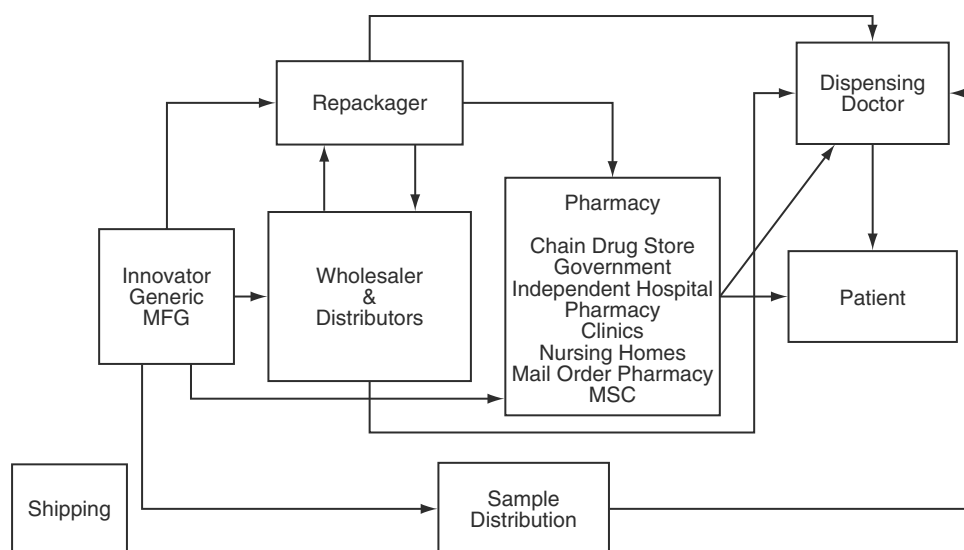 Repackager
Dispensing
Doctor
Pharmacy
Chain Drug Store
Government
Independent Hospital
Pharmacy
Clinics
Nursing Homes
Mail Order Pharmacy
MSC
Innovator
Generic
MFG
Wholesaler
&
Distributors
Patient
Shipping
Sample
Distribution